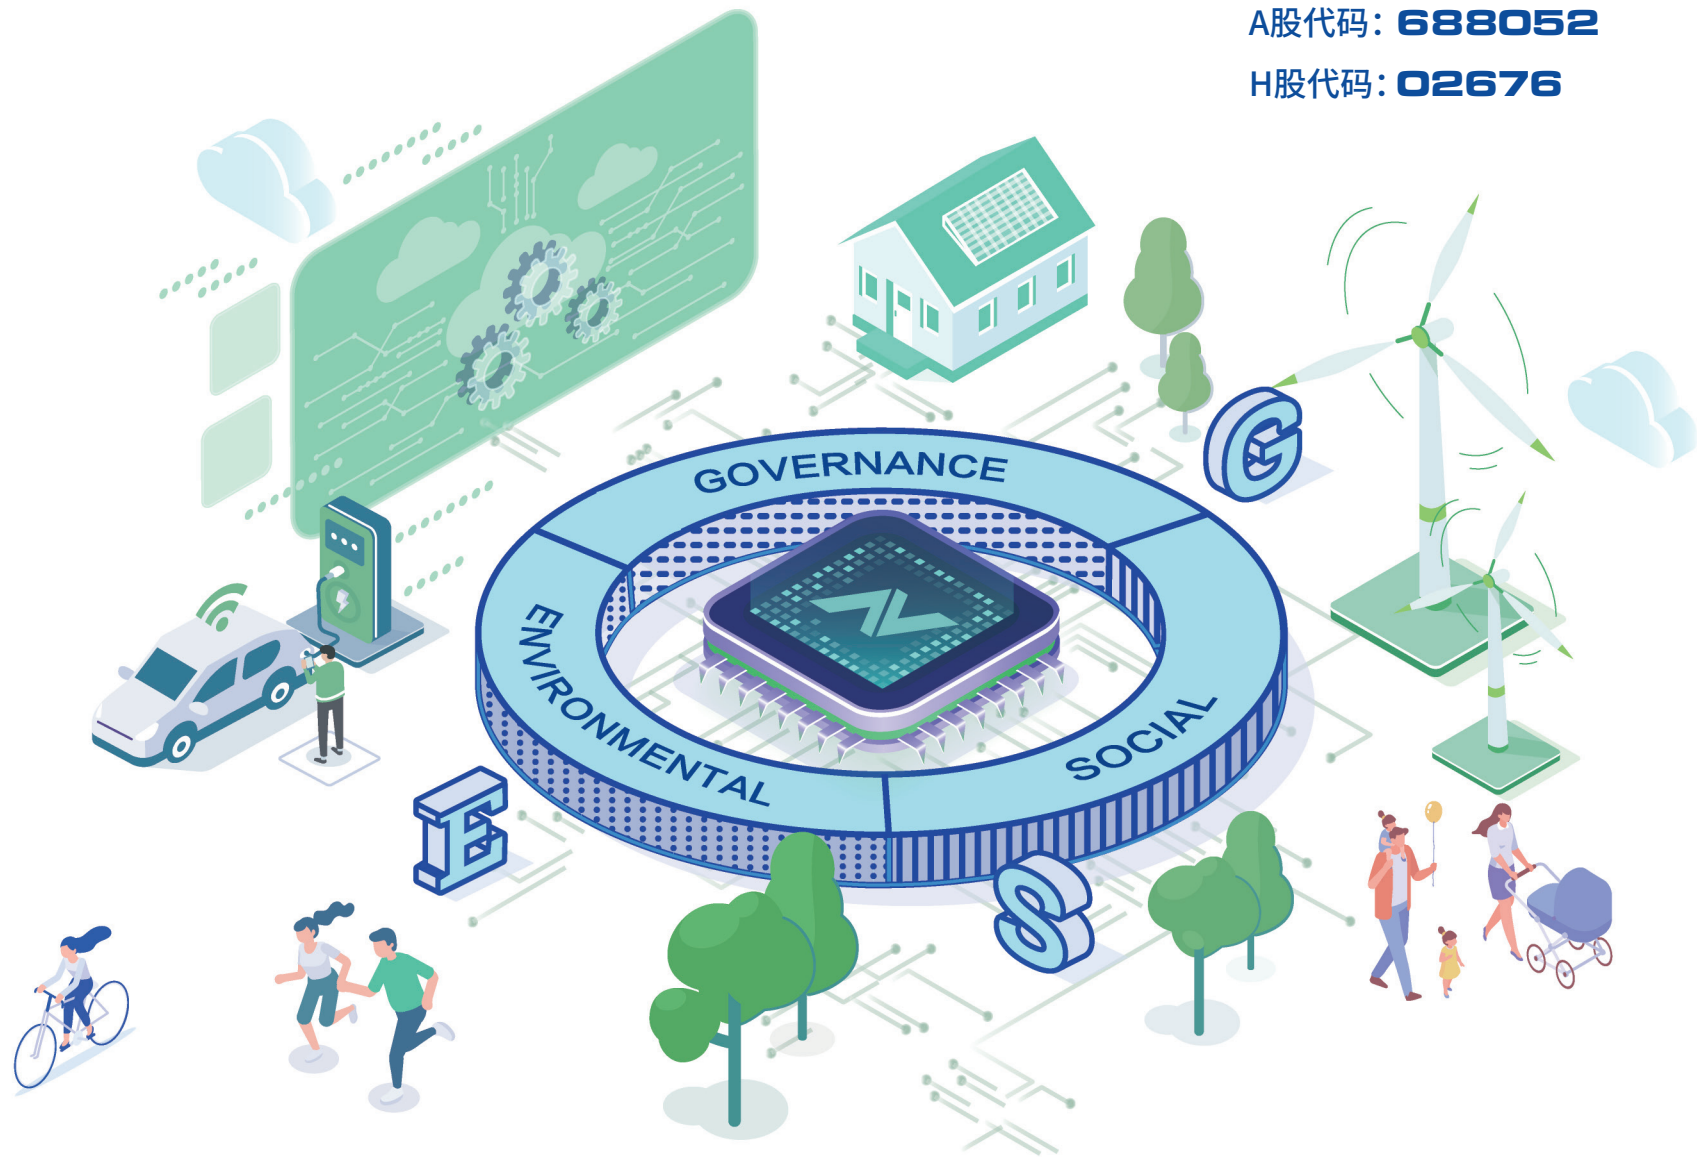 A股代码：688052
H股代码：02676
GOVERNANCE
G
ENVIRONMENTAL
SOCIAL
E
S